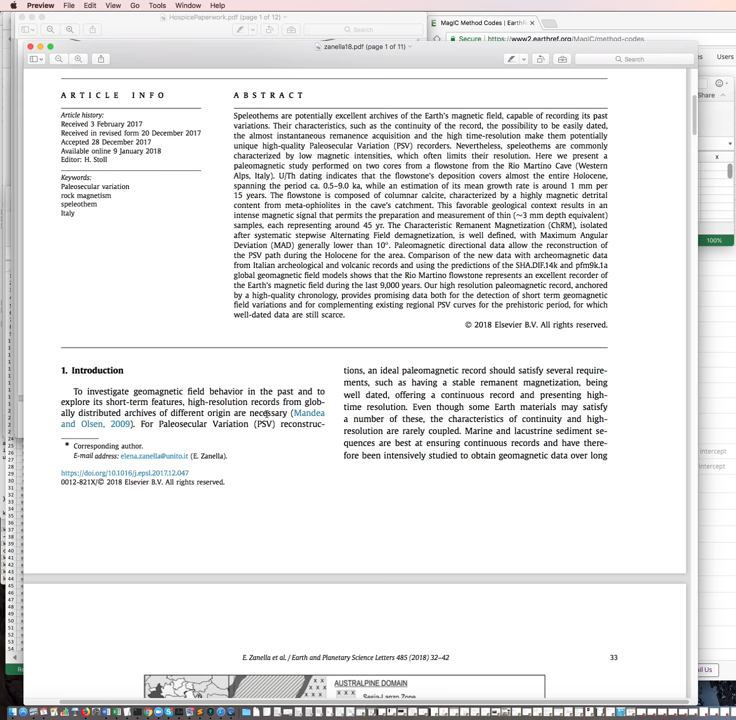 Preview File Edit View Go Tools Window Help
HospicePaperwork.pdf (page 1 of 12)
Search
MagIC Method Codes | EarthR
Secure https://www2.earthref.org/MagIC/method-codes
zanella18.pdf (page 1 of 11)
Search
Users
Share
x
100%
ARTICLE INFO
Article history:
Received 3 February 2017
Received in revised form 20 December 2017
Accepted 28 December 2017
Available online 9 January 2018
Editor: H. Stoll
Keywords:
Paleosecular variation
rock magnetism
speleothem
Italy
ABSTRACT
Speleothems are potentially excellent archives of the Earth's magnetic field, capable of recording its past
variations. Their characteristics, such as the continuity of the record, the possibility to be easily dated,
the almost instantaneous remanence acquisition and the high time-resolution make them potentially
unique high-quality Paleosecular Variation (PSV) recorders. Nevertheless, speleothems are commonly
characterized by low magnetic intensities, which often limits their resolution. Here we present a
paleomagnetic study performed on two cores from a flowstone from the Rio Martino Cave (Western
Alps, Italy). U/Th dating indicates that the flowstone's deposition covers almost the entire Holocene,
spanning the period ca. 0.5–9.0 ka, while an estimation of its mean growth rate is around 1 mm per
15 years. The flowstone is composed of columnar calcite, characterized by a highly magnetic detrital
content from meta-ophiolites in the cave's catchment. This favorable geological context results in an
intense magnetic signal that permits the preparation and measurement of thin (∼3 mm depth equivalent)
samples, each representing around 45 yr. The Characteristic Remanent Magnetization (ChRM), isolated
after systematic stepwise Alternating Field demagnetization, is well defined, with Maximum Angular
Deviation (MAD) generally lower than 10°. Paleomagnetic directional data allow the reconstruction of
the PSV path during the Holocene for the area. Comparison of the new data with archeomagnetic data
from Italian archeological and volcanic records and using the predictions of the SHA.DIF.14k and pfm9k.1a
global geomagnetic field models shows that the Rio Martino flowstone represents an excellent recorder of
the Earth's magnetic field during the last 9,000 years. Our high resolution paleomagnetic record, anchored
by a high-quality chronology, provides promising data both for the detection of short term geomagnetic
field variations and for complementing existing regional PSV curves for the prehistoric period, for which
well-dated data are still scarce.
© 2018 Elsevier B.V. All rights reserved.
1. Introduction
To investigate geomagnetic field behavior in the past and to
explore its short-term features, high-resolution records from glob-
ally distributed archives of different origin are necessary (Mandea
and Olsen, 2009). For Paleosecular Variation (PSV) reconstruc-
* Corresponding author.
E-mail address: elena.zanella@unito.it (E. Zanella).
https://doi.org/10.1016/j.epsl.2017.12.047
0012-821X/© 2018 Elsevier B.V. All rights reserved.
tions, an ideal paleomagnetic record should satisfy several require-
ments, such as having a stable remanent magnetization, being
well dated, offering a continuous record and presenting high-
time resolution. Even though some Earth materials may satisfy
a number of these, the characteristics of continuity and high-
resolution are rarely coupled. Marine and lacustrine sediment se-
quences are best at ensuring continuous records and have there-
fore been intensively studied to obtain geomagnetic data over long
intercept
intercept
E. Zanella et al. / Earth and Planetary Science Letters 485 (2018) 32–42
33
AUSTRALPINE DOMAIN
Sesia-Lanzo Zone